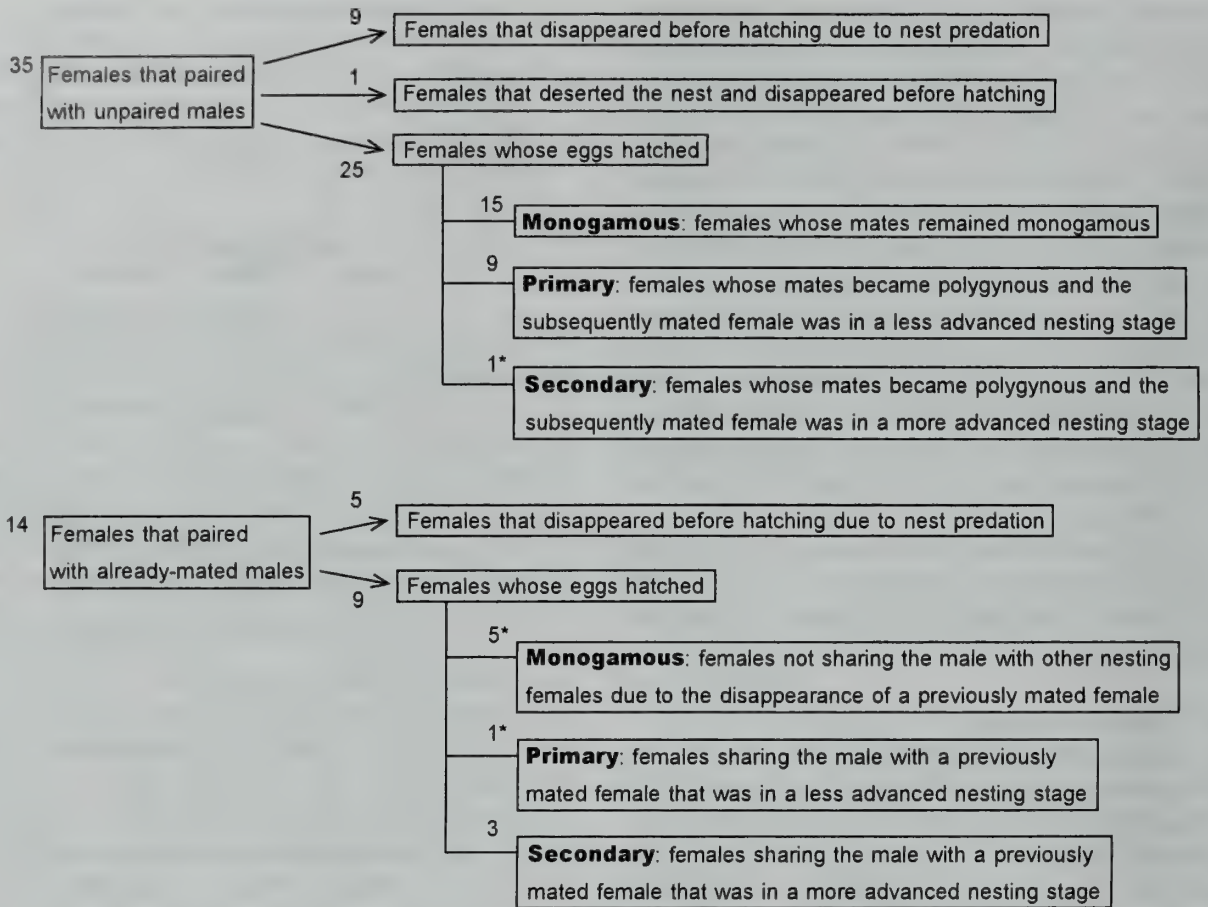 9
Females that disappeared before hatching due to nest predation
35
Females that paired
with unpaired males
1
Females that deserted the nest and disappeared before hatching
Females whose eggs hatched
25
15
Monogamous: females whose mates remained monogamous
9
Primary: females whose mates became polygynous and the
subsequently mated female was in a less advanced nesting stage
1*
Secondary: females whose mates became polygynous and the
subsequently mated female was in a more advanced nesting stage
5
Females that disappeared before hatching due to nest predation
14
Females that paired
with already-mated males
Females whose eggs hatched
9
5*
Monogamous: females not sharing the male with other nesting
females due to the disappearance of a previously mated female
1*
Primary: females sharing the male with a previously
mated female that was in a less advanced nesting stage
3
Secondary: females sharing the male with a previously
mated female that was in a more advanced nesting stage